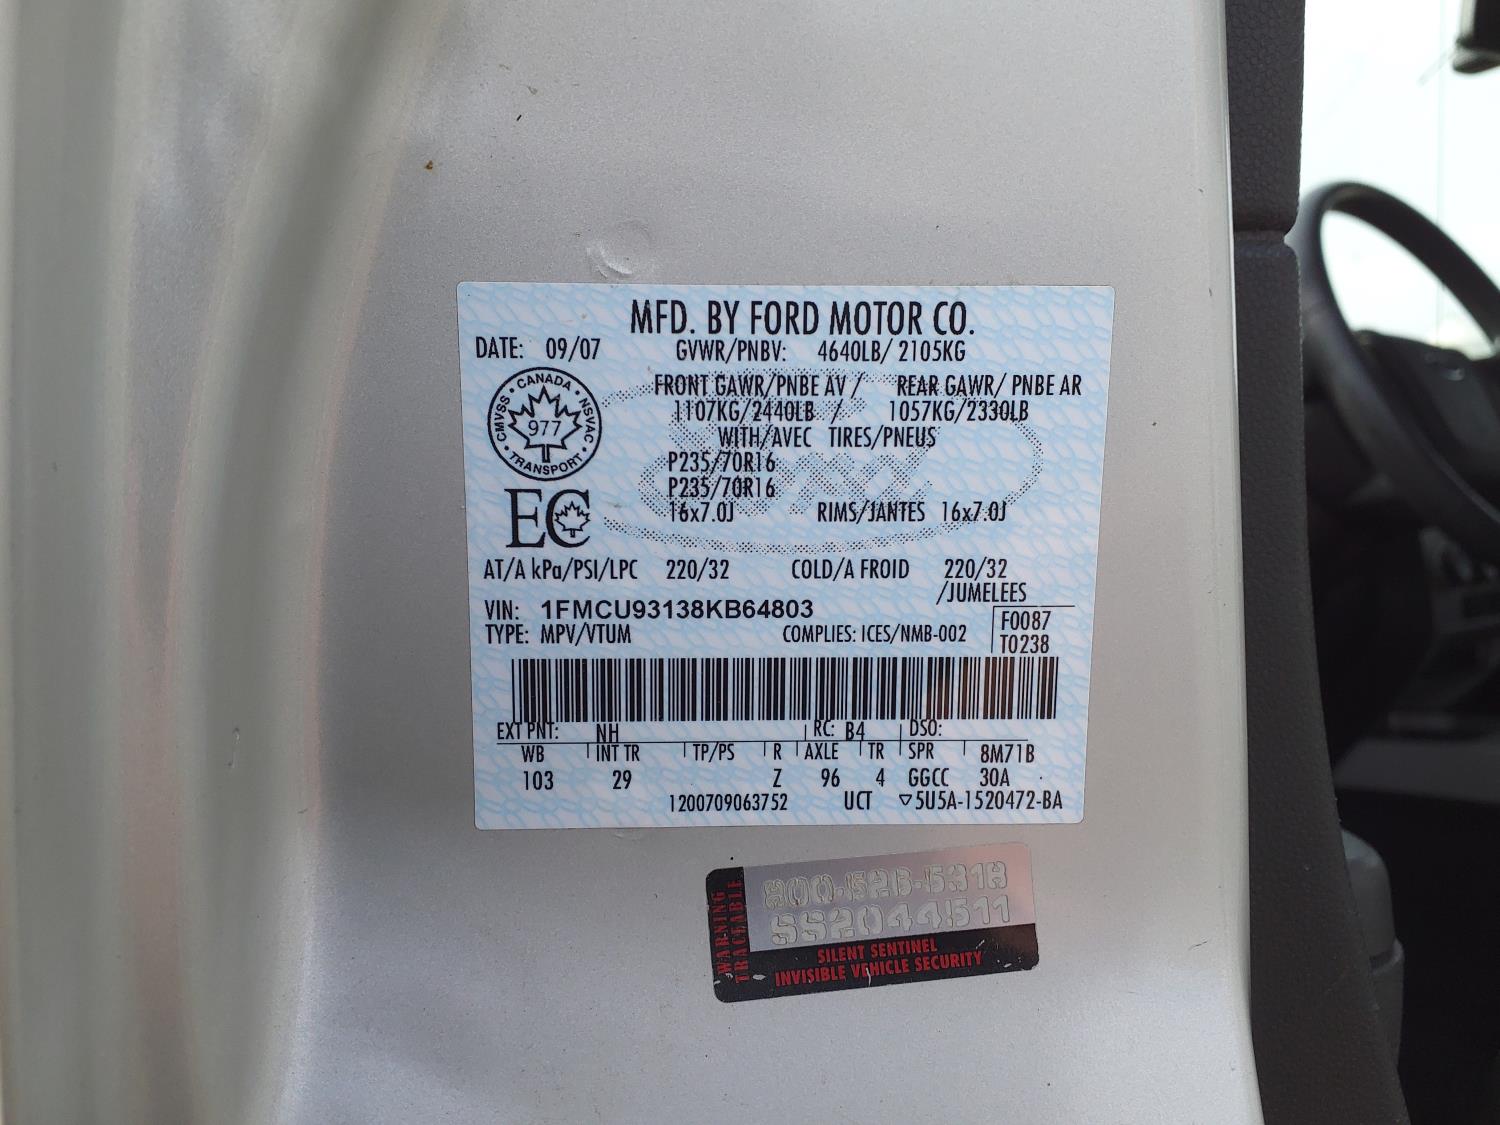 MFD. BY FORD MOTOR CO.
DATE: 09/07 GVWR/PNBV: 4640LB/ 2105KG
FRONT GAWR/PNBE AV / REAR GAWR/ PNBE AR
1107KG/2440LB / 1057KG/2330LB
WITH/AVEC TIRES/PNEUS
P235/70R16
P235/70R16
16x7.0J RIMS/JANTES 16x7.0J
CMVSS • CANADA • NSVAC • TRANSPORT •
977
EC
AT/A kPa/PSI/LPC 220/32 COLD/A FROID 220/32
/JUMELEES
VIN: 1FMCU93138KB64803
F0087
TYPE: MPV/VTUM COMPLIES: ICES/NMB-002
T0238
EXT PNT: NH RC: B4 DSO:
WB INT TR TP/PS R AXLE TR SPR 8M71B
103 29 Z 96 4 GGCC 30A
1200709063752 UCT ▽5U5A-1520472-BA
WARNING
TRACEABLE
800-528-5318
SS2044511
SILENT SENTINEL
INVISIBLE VEHICLE SECURITY